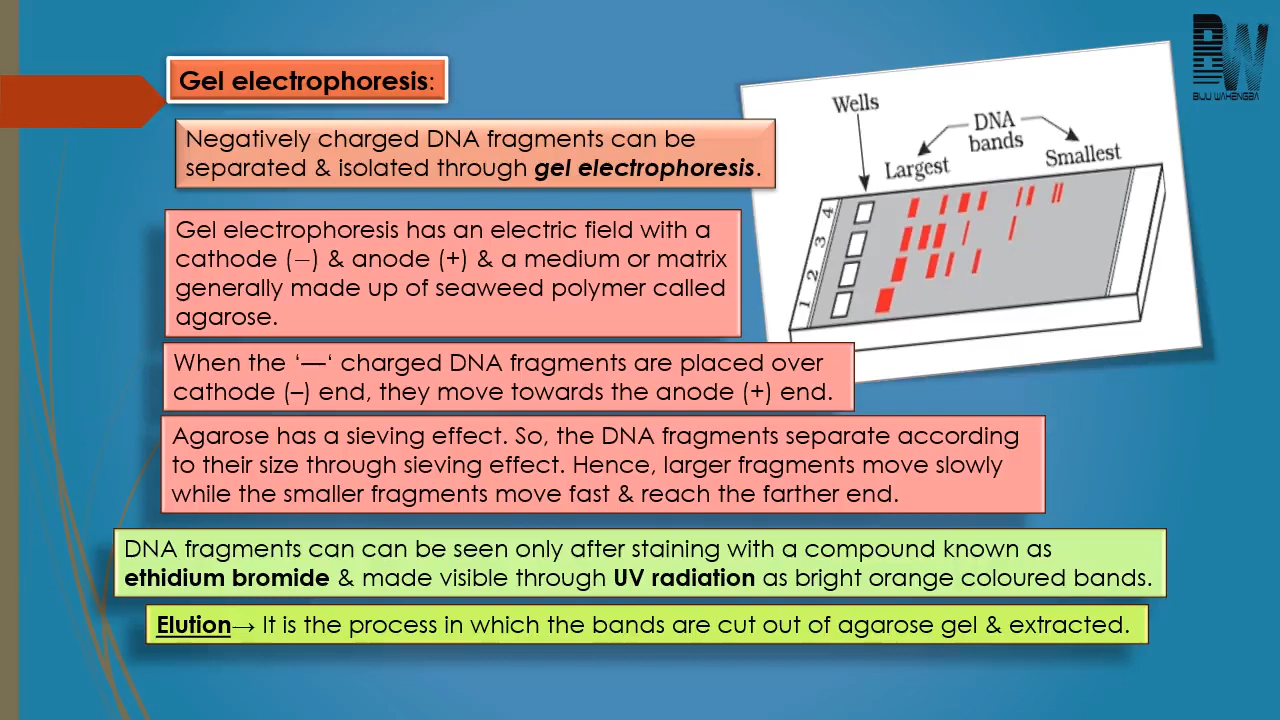 Gel electrophoresis:
Negatively charged DNA fragments can be
separated & isolated through gel electrophoresis.
Gel electrophoresis has an electric field with a
cathode (—) & anode (+) & a medium or matrix
generally made up of seaweed polymer called
agarose.
When the ‘—‘ charged DNA fragments are placed over
cathode (–) end, they move towards the anode (+) end.
Agarose has a sieving effect. So, the DNA fragments separate according
to their size through sieving effect. Hence, larger fragments move slowly
while the smaller fragments move fast & reach the farther end.
DNA fragments can can be seen only after staining with a compound known as
ethidium bromide & made visible through UV radiation as bright orange coloured bands.
Elution→ It is the process in which the bands are cut out of agarose gel & extracted.
Wells
DNA
bands
Largest
Smallest
4
3
2
1
BW
BIJU WAHENGBA